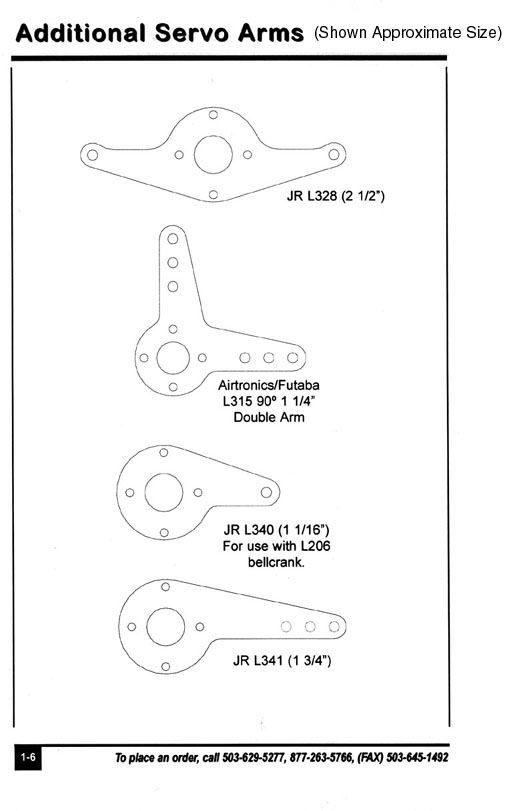 Additional Servo Arms (Shown Approximate Size)
JR L328 (2 1/2”)
Airtronics/Futaba
L315 90º 1 1/4”
Double Arm
JR L340 (1 1/16”)
For use with L206
bellcrank.
JR L341 (1 3/4”)
1-6
To place an order, call 503-629-5277, 877-263-5766, (FAX) 503-645-1492